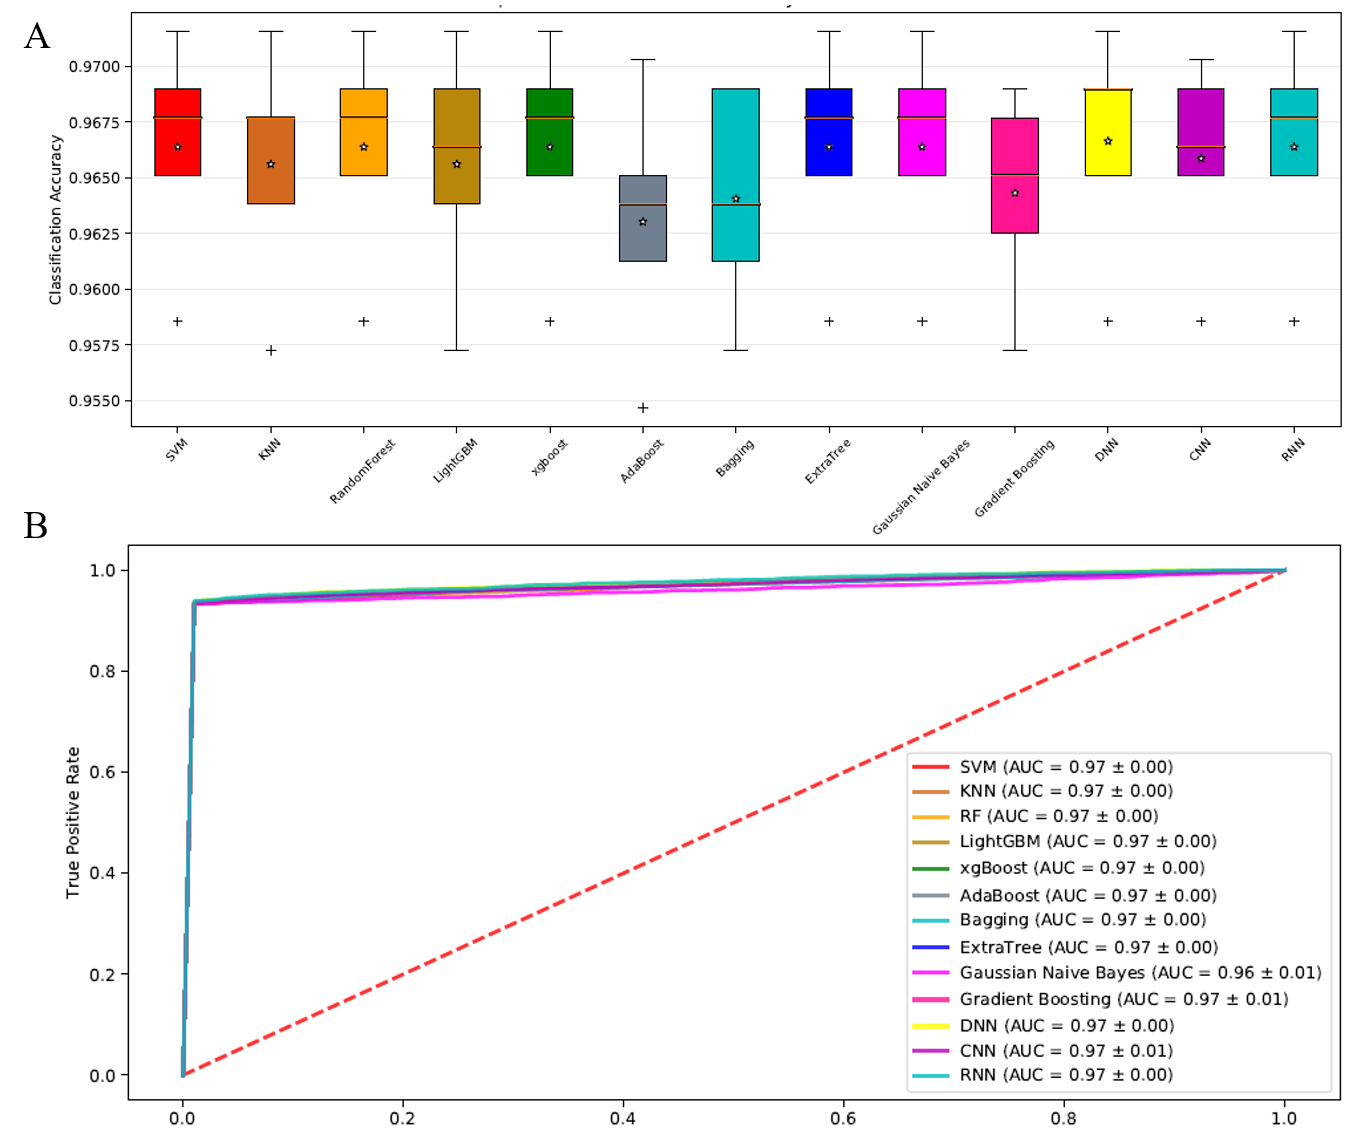 A
0.9700
0.9675
0.9650
0.9625
0.9600
0.9575
0.9550
Classification Accuracy
SVM
KNN
RandomForest
LightGBM
xgboost
AdaBoost
Bagging
ExtraTree
Gaussian Naive Bayes
Gradient Boosting
DNN
CNN
RNN
B
1.0
0.8
0.6
0.4
0.2
0.0
True Positive Rate
SVM (AUC = 0.97 ± 0.00)
KNN (AUC = 0.97 ± 0.00)
RF (AUC = 0.97 ± 0.00)
LightGBM (AUC = 0.97 ± 0.00)
xgBoost (AUC = 0.97 ± 0.00)
AdaBoost (AUC = 0.97 ± 0.00)
Bagging (AUC = 0.97 ± 0.00)
ExtraTree (AUC = 0.97 ± 0.00)
Gaussian Naive Bayes (AUC = 0.96 ± 0.01)
Gradient Boosting (AUC = 0.97 ± 0.01)
DNN (AUC = 0.97 ± 0.00)
CNN (AUC = 0.97 ± 0.01)
RNN (AUC = 0.97 ± 0.00)
0.0 0.2 0.4 0.6 0.8 1.0